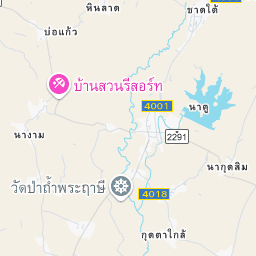 หินลาด
ชาดใต้
บ่อแก้ว
บ้านสวนรีสอร์ท
4001
นาคู
นางาม
2291
นากุดสิม
วัดป่าถ้ำพระฤาษี
4018
กุดตาใกล้